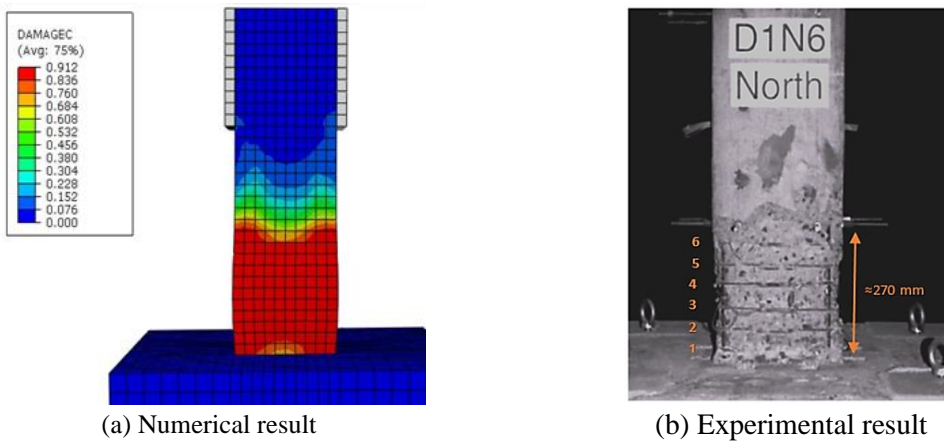 DAMAGEC
(Avg: 75%)
0.912
0.836
0.760
0.684
0.608
0.532
0.456
0.380
0.304
0.228
0.152
0.076
0.000
(a) Numerical result
D1N6
North
6
5
4
3
2
1
≈270 mm
(b) Experimental result